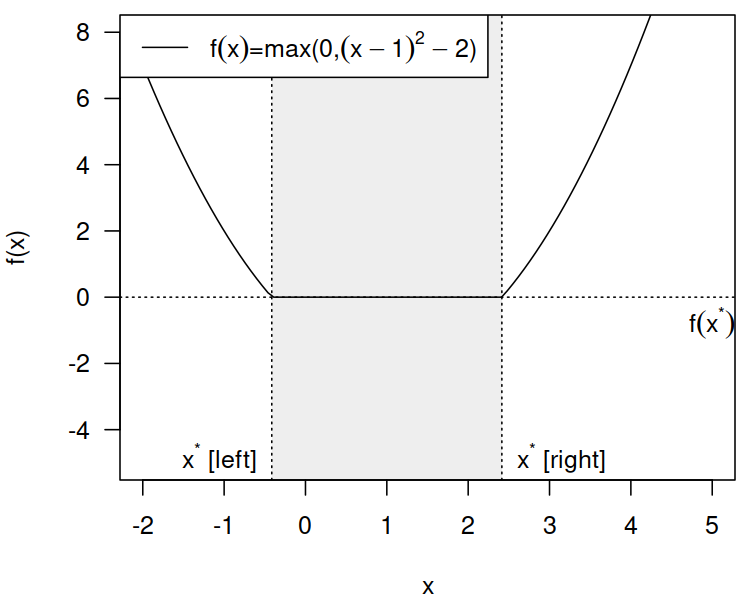 f(x)=max(0,(x − 1)² − 2)
8
6
4
2
0
-2
-4
f(x)
f(x*)
x* [left]
x* [right]
-2 -1 0 1 2 3 4 5
x